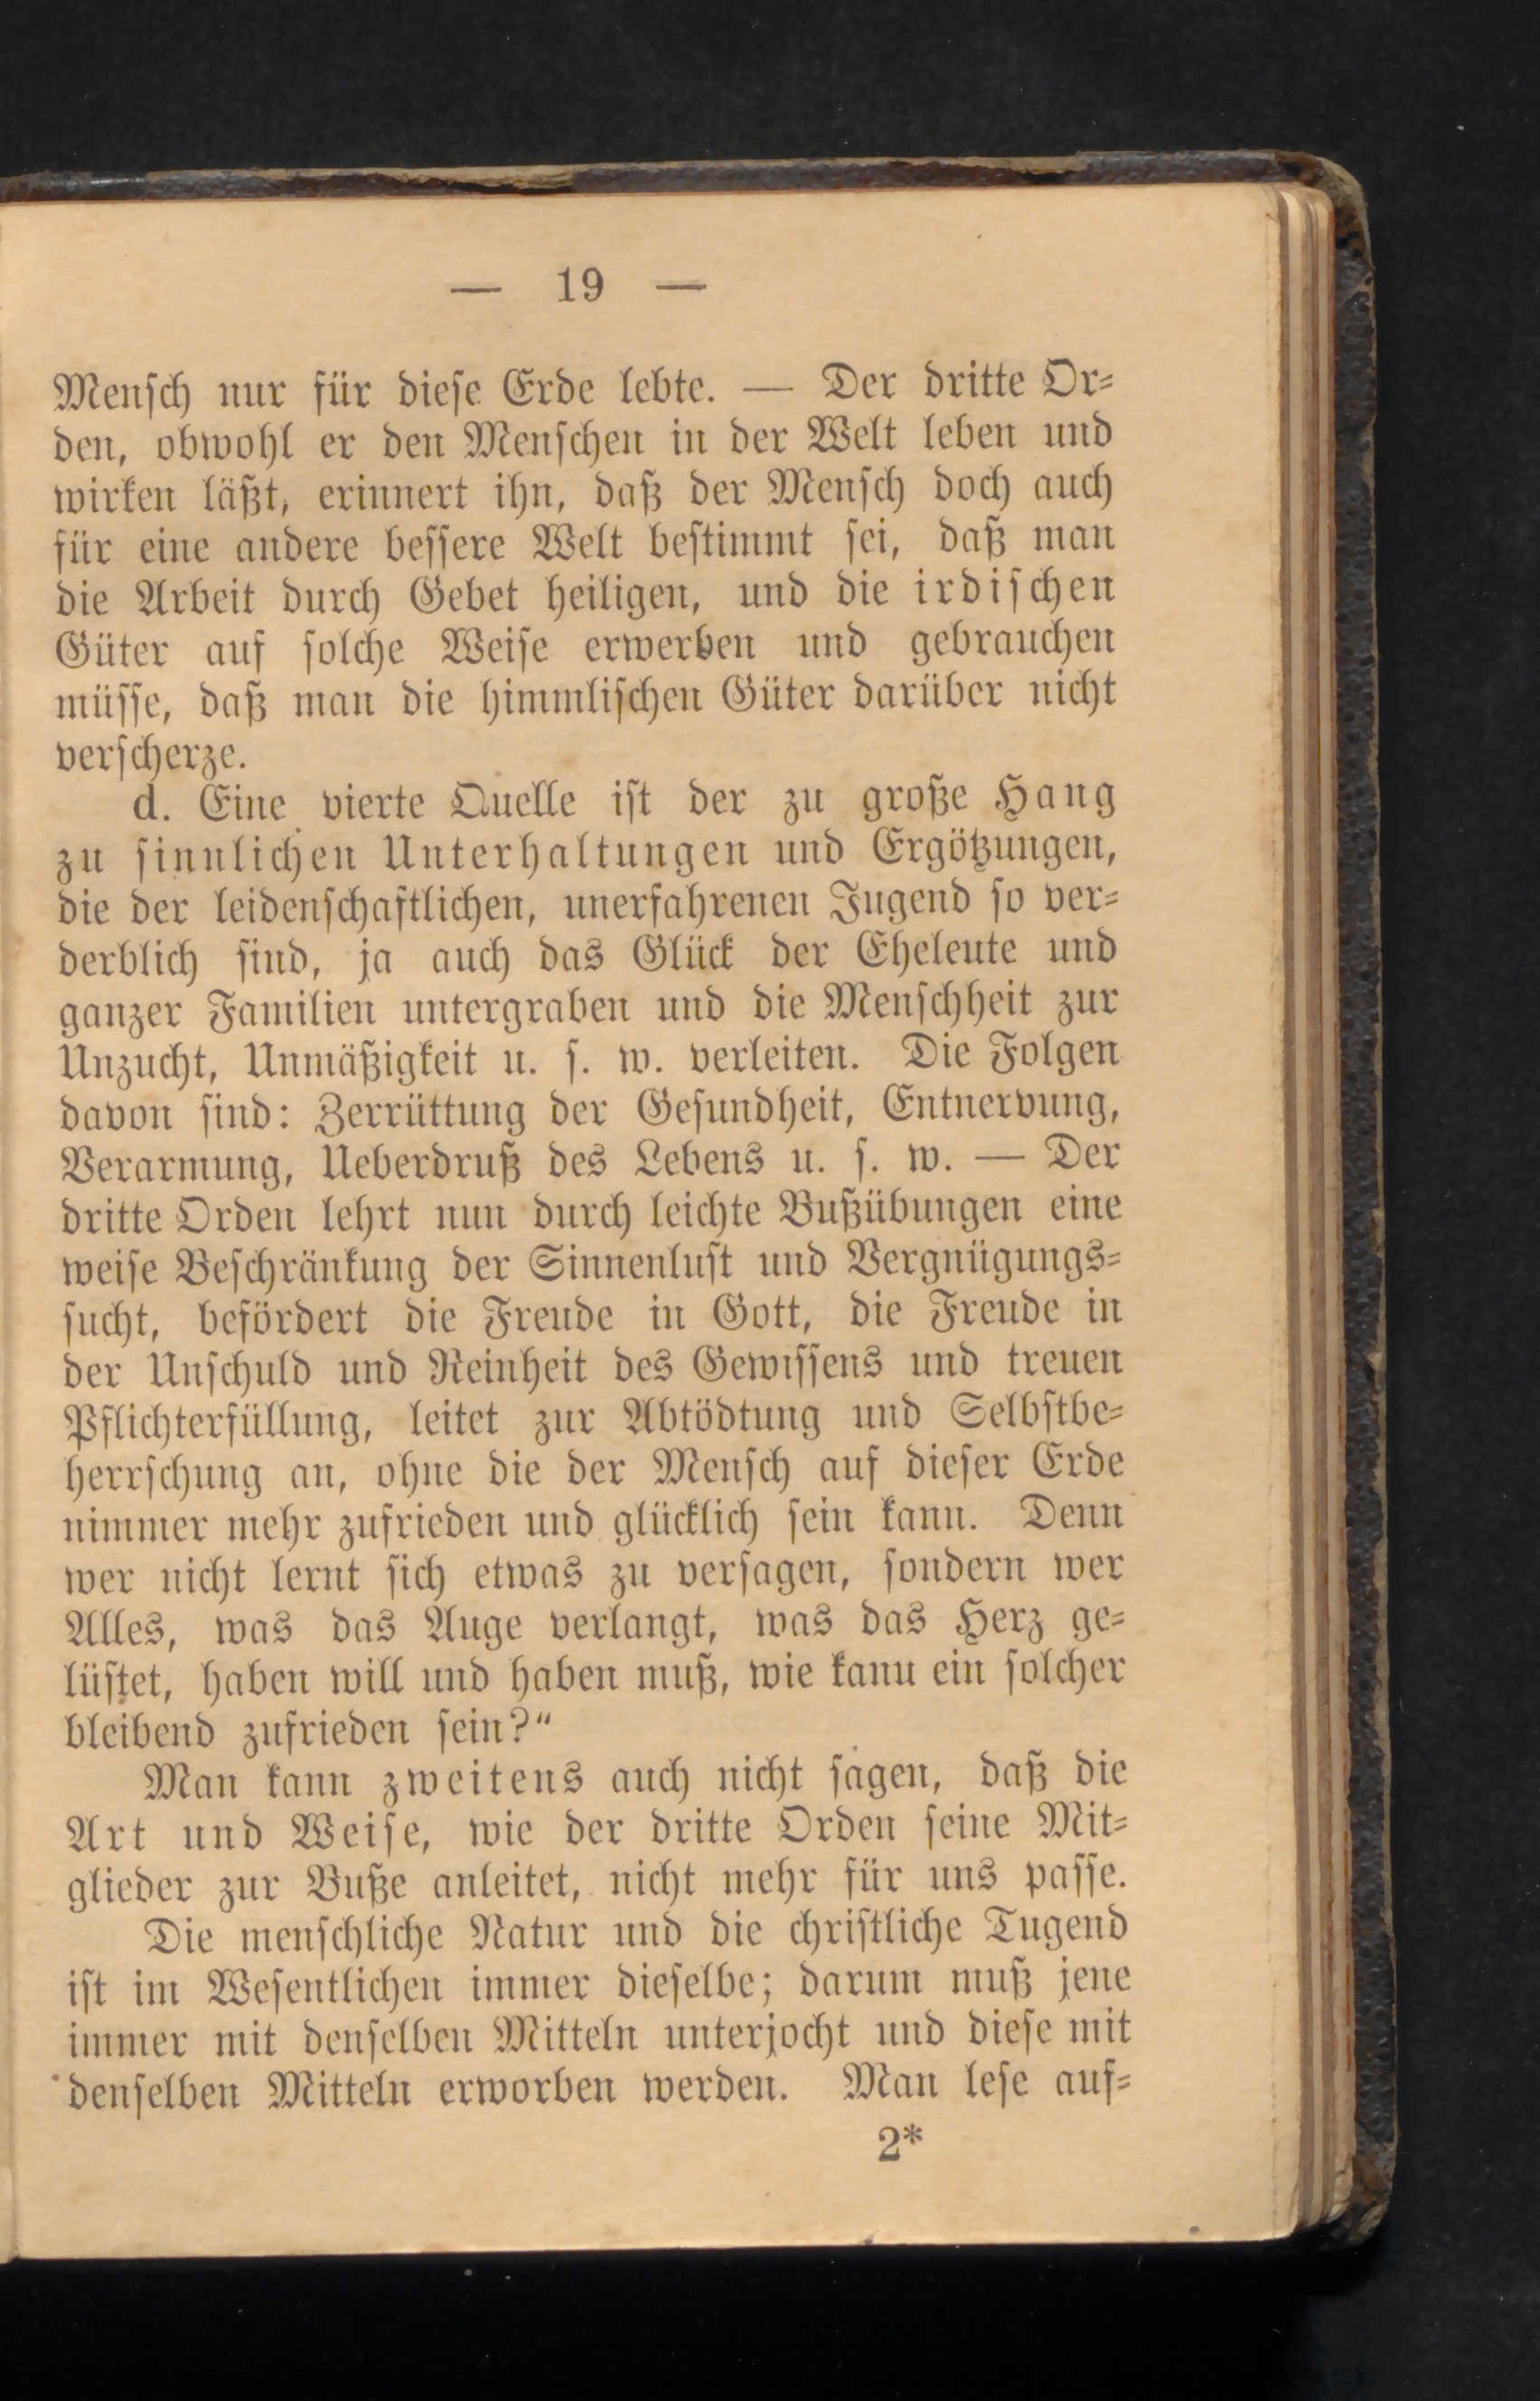 — 19 —
Mensch nur für diese Erde lebte. — Der dritte Or-
den, obwohl er den Menschen in der Welt leben und
wirken läßt, erinnert ihn, daß der Mensch doch auch
für eine andere bessere Welt bestimmt sei, daß man
die Arbeit durch Gebet heiligen, und die irdischen
Güter auf solche Weise erwerben und gebrauchen
müsse, daß man die himmlischen Güter darüber nicht
verscherze.
d. Eine vierte Quelle ist der zu große Hang
zu sinnlichen Unterhaltungen und Ergötzungen,
die der leidenschaftlichen, unerfahrenen Jugend so ver-
derblich sind, ja auch das Glück der Eheleute und
ganzer Familien untergraben und die Menschheit zur
Unzucht, Unmäßigkeit u. s. w. verleiten. Die Folgen
davon sind: Zerrüttung der Gesundheit, Entnervung,
Verarmung, Ueberdruß des Lebens u. s. w. — Der
dritte Orden lehrt nun durch leichte Bußübungen eine
weise Beschränkung der Sinnenlust und Vergnügungs-
sucht, befördert die Freude in Gott, die Freude in
der Unschuld und Reinheit des Gewissens und treuen
Pflichterfüllung, leitet zur Abtödtung und Selbstbe-
herrschung an, ohne die der Mensch auf dieser Erde
nimmer mehr zufrieden und glücklich sein kann. Denn
wer nicht lernt sich etwas zu versagen, sondern wer
Alles, was das Auge verlangt, was das Herz ge-
lüstet, haben will und haben muß, wie kann ein solcher
bleibend zufrieden sein?“
Man kann zweitens auch nicht sagen, daß die
Art und Weise, wie der dritte Orden seine Mit-
glieder zur Buße anleitet, nicht mehr für uns passe.
Die menschliche Natur und die christliche Tugend
ist im Wesentlichen immer dieselbe; darum muß jene
immer mit denselben Mitteln unterjocht und diese mit
denselben Mitteln erworben werden. Man lese auf-
2*